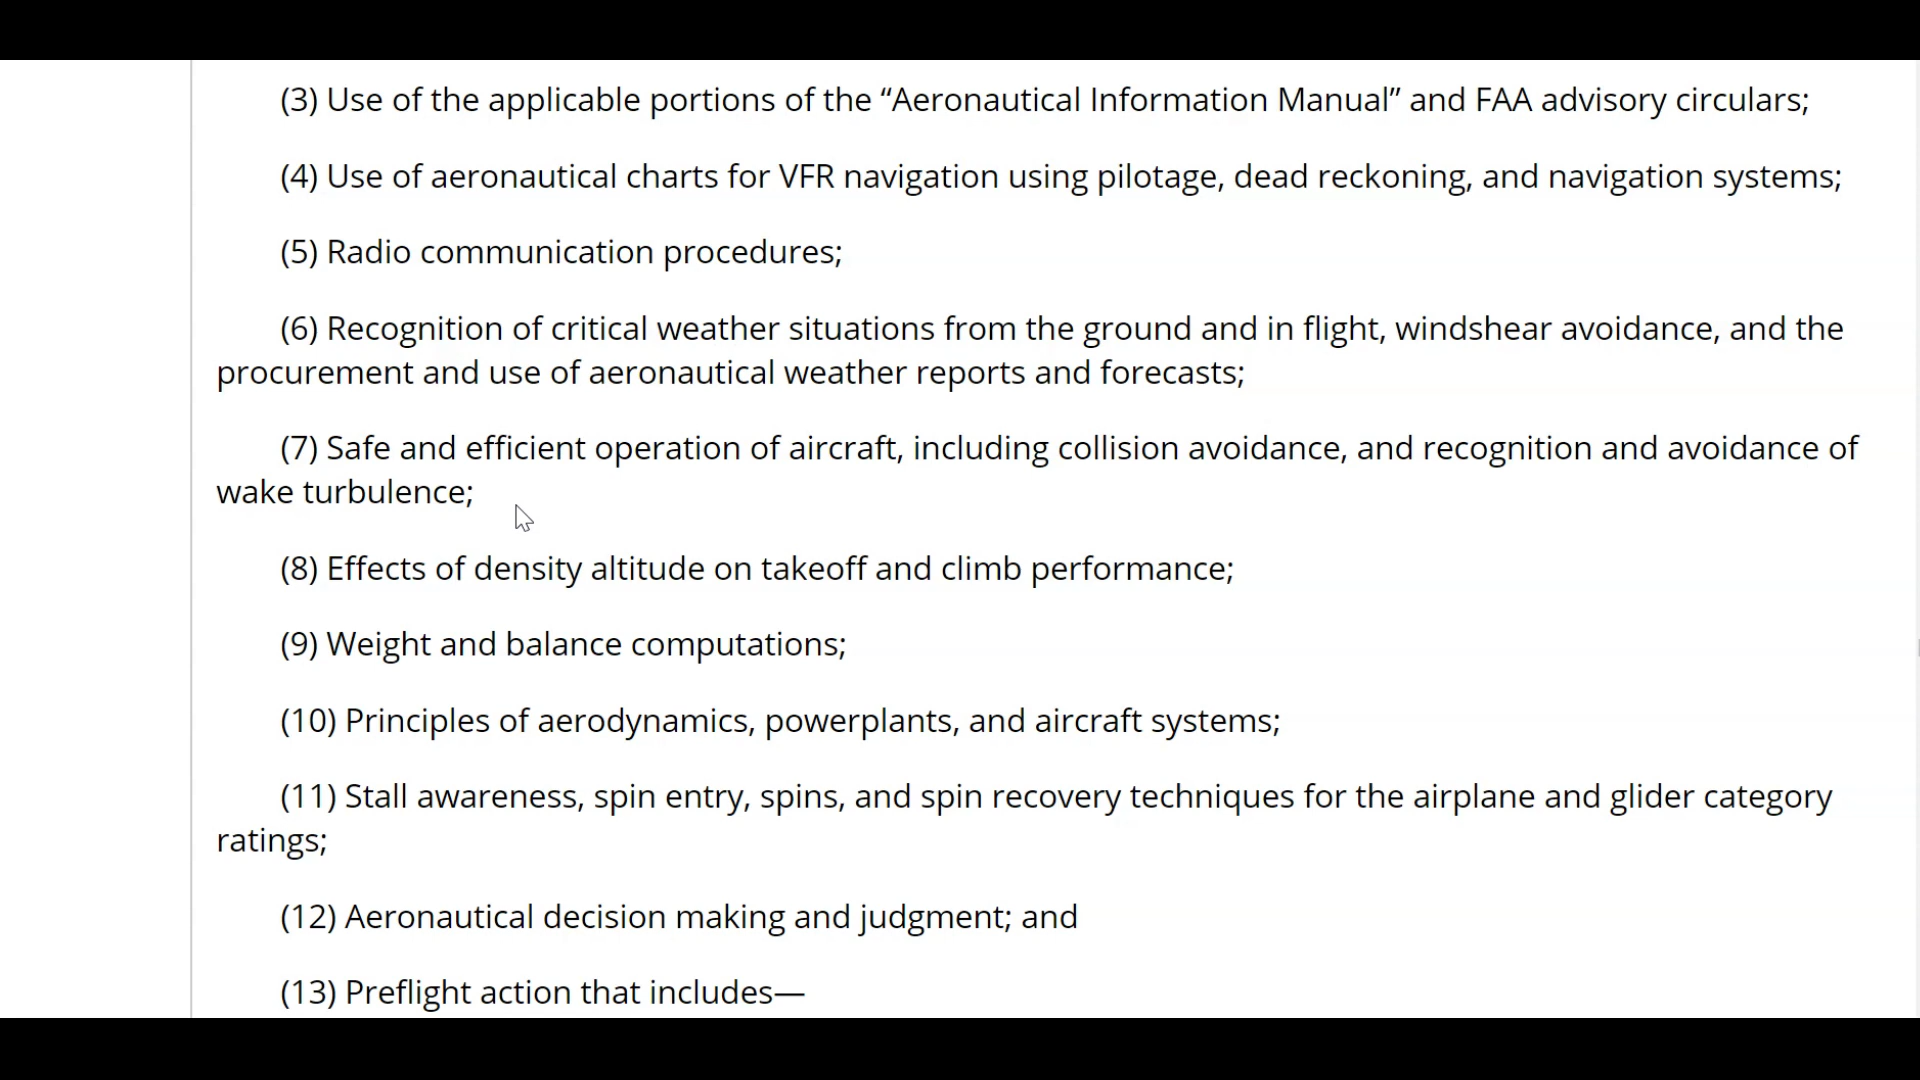 (3) Use of the applicable portions of the “Aeronautical Information Manual” and FAA advisory circulars;
(4) Use of aeronautical charts for VFR navigation using pilotage, dead reckoning, and navigation systems;
(5) Radio communication procedures;
(6) Recognition of critical weather situations from the ground and in flight, windshear avoidance, and the
procurement and use of aeronautical weather reports and forecasts;
(7) Safe and efficient operation of aircraft, including collision avoidance, and recognition and avoidance of
wake turbulence;
(8) Effects of density altitude on takeoff and climb performance;
(9) Weight and balance computations;
(10) Principles of aerodynamics, powerplants, and aircraft systems;
(11) Stall awareness, spin entry, spins, and spin recovery techniques for the airplane and glider category
ratings;
(12) Aeronautical decision making and judgment; and
(13) Preflight action that includes—